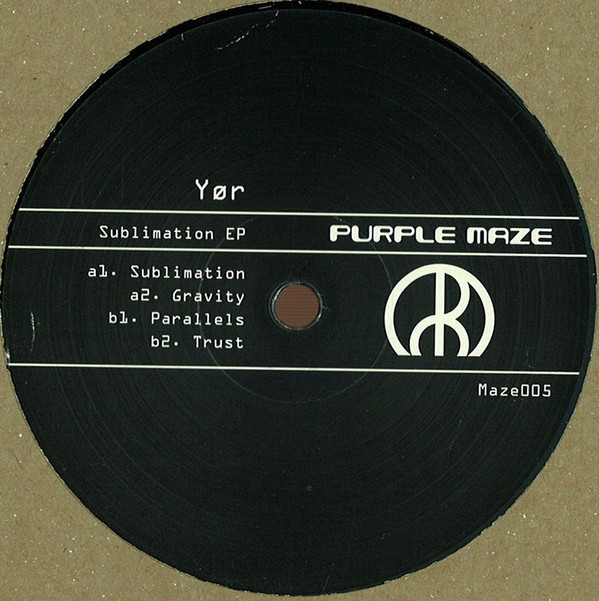 Yør
Sublimation EP
PURPLE MAZE
a1. Sublimation
a2. Gravity
b1. Parallels
b2. Trust
Maze005